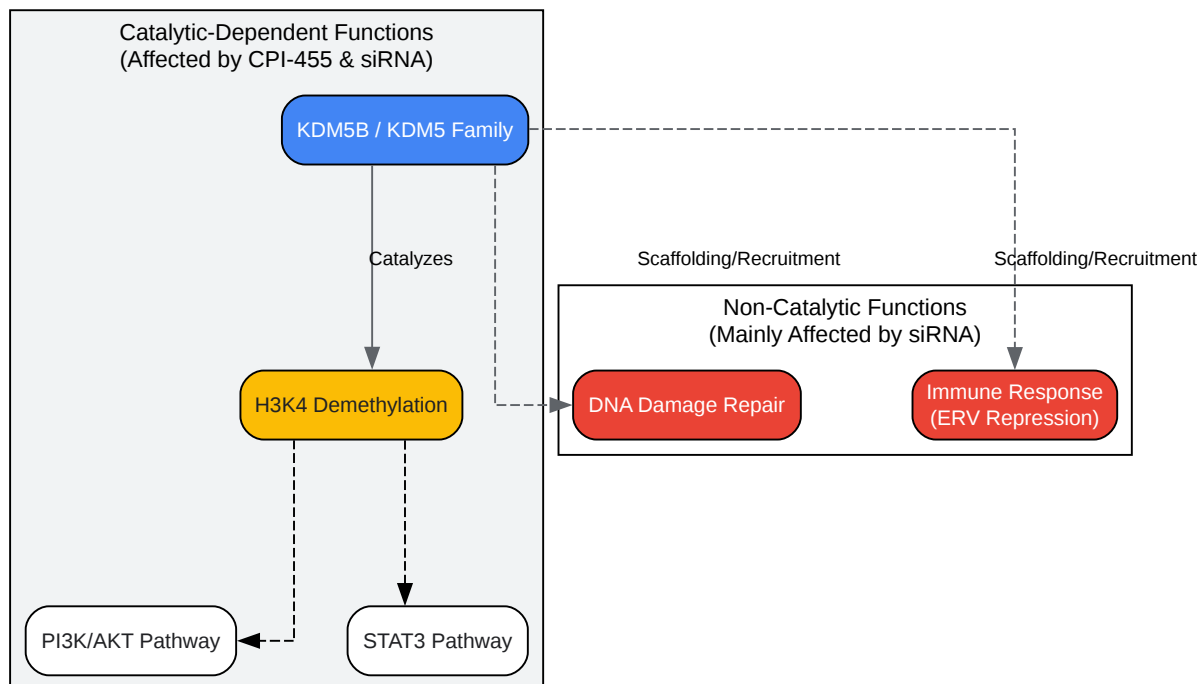 Catalytic-Dependent Functions
(Affected by CPI-455 & siRNA)
KDM5B / KDM5 Family
Catalyzes
Scaffolding/Recruitment
Scaffolding/Recruitment
Non-Catalytic Functions
(Mainly Affected by siRNA)
H3K4 Demethylation
DNA Damage Repair
Immune Response
(ERV Repression)
PI3K/AKT Pathway
STAT3 Pathway